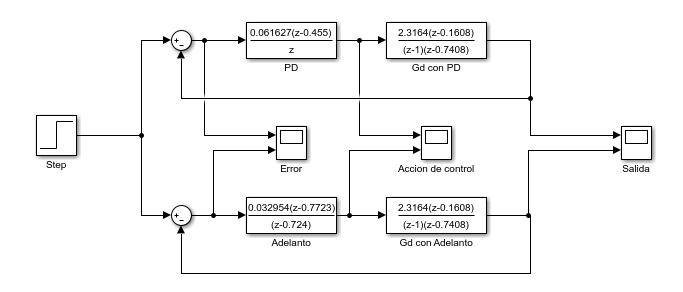 0.061627(z-0.455)
z
PD
2.3164(z-0.1608)
(z-1)(z-0.7408)
Gd con PD
Step
Error
Accion de control
Salida
0.032954(z-0.7723)
(z-0.724)
Adelanto
2.3164(z-0.1608)
(z-1)(z-0.7408)
Gd con Adelanto